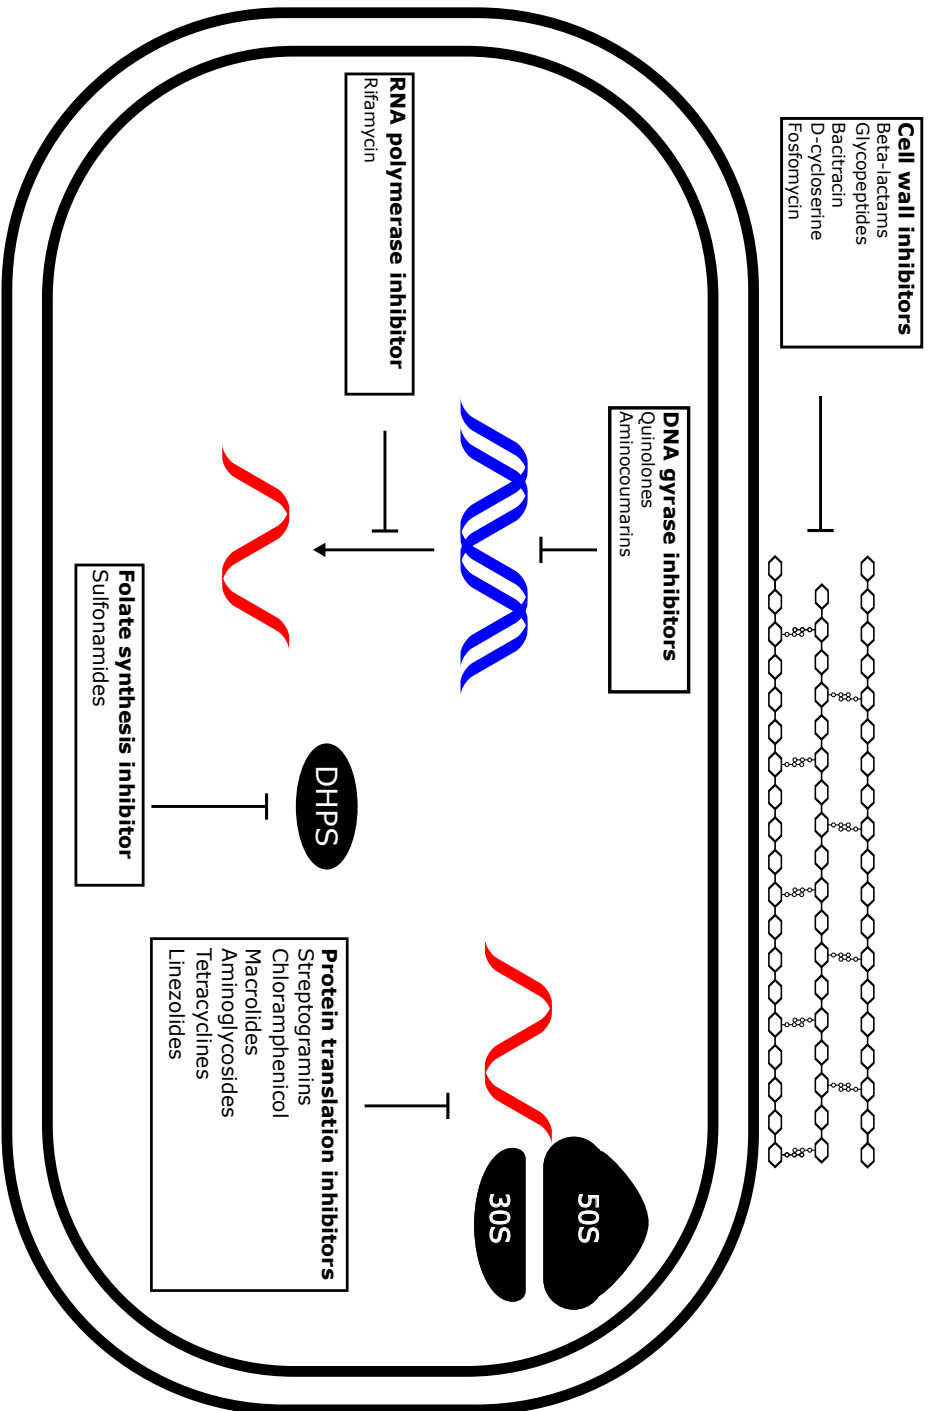 Cell wall inhibitors
Beta-lactams
Glycopeptides
Bacitracin
D-cycloserine
Fosfomycin
DNA gyrase inhibitors
Quinolones
Aminocoumarins
RNA polymerase inhibitor
Rifamycin
50S
30S
DHPS
Protein translation inhibitors
Streptogramins
Chloramphenicol
Macrolides
Aminoglycosides
Tetracyclines
Linezolides
Folate synthesis inhibitor
Sulfonamides